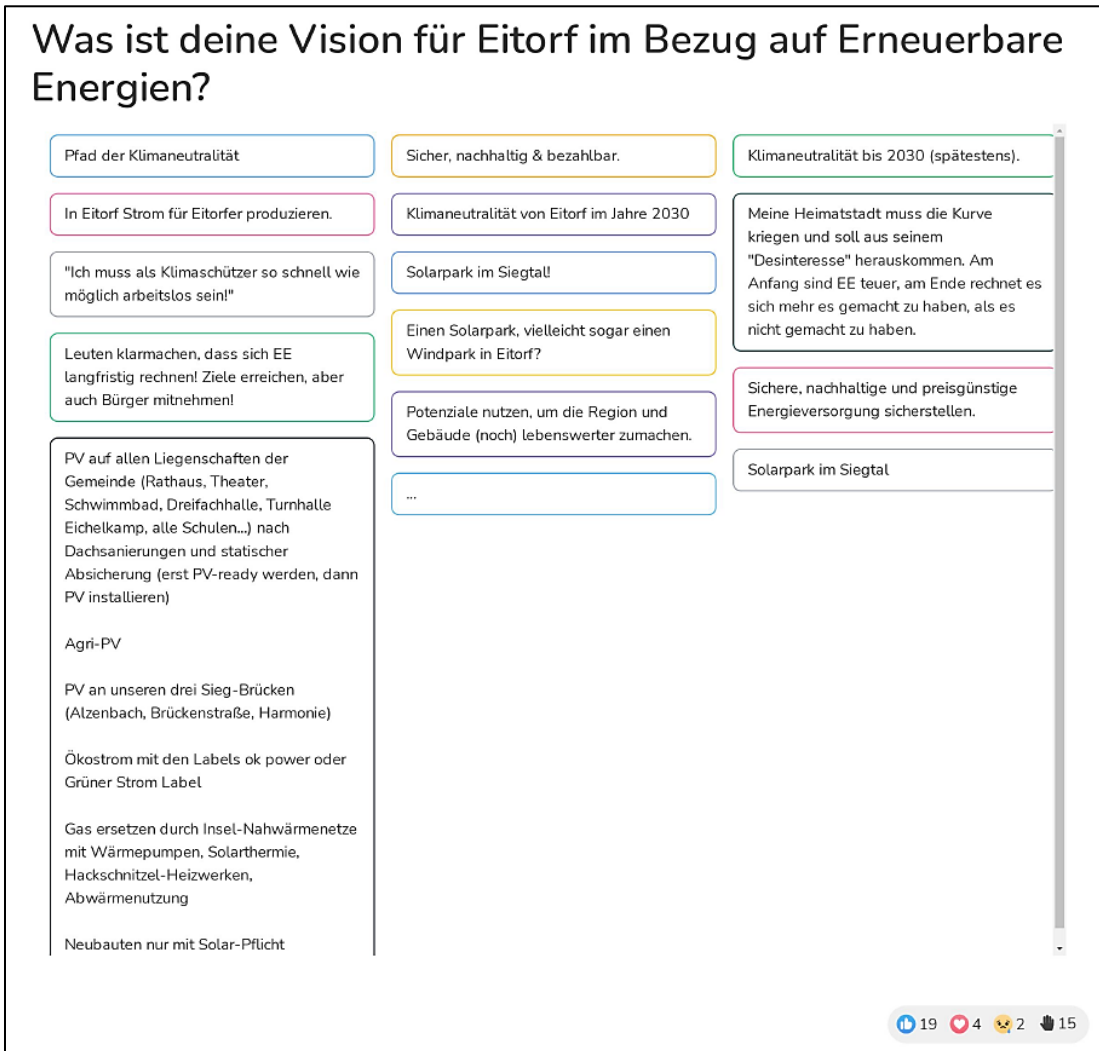 Was ist deine Vision für Eitorf im Bezug auf Erneuerbare
Energien?
Pfad der Klimaneutralität
In Eitorf Strom für Eitorfer produzieren.
"Ich muss als Klimaschützer so schnell wie
möglich arbeitslos sein!"
Leuten klarmachen, dass sich EE
langfristig rechnen! Ziele erreichen, aber
auch Bürger mitnehmen!
PV auf allen Liegenschaften der
Gemeinde (Rathaus, Theater,
Schwimmbad, Dreifachhalle, Turnhalle
Eichelkamp, alle Schulen...) nach
Dachsanierungen und statischer
Absicherung (erst PV-ready werden, dann
PV installieren)
Agri-PV
PV an unseren drei Sieg-Brücken
(Alzenbach, Brückenstraße, Harmonie)
Ökostrom mit den Labels ok power oder
Grüner Strom Label
Gas ersetzen durch Insel-Nahwärmenetze
mit Wärmepumpen, Solarthermie,
Hackschnitzel-Heizwerken,
Abwärmenutzung
Neubauten nur mit Solar-Pflicht
Sicher, nachhaltig & bezahlbar.
Klimaneutralität von Eitorf im Jahre 2030
Solarpark im Siegtal!
Einen Solarpark, vielleicht sogar einen
Windpark in Eitorf?
Potenziale nutzen, um die Region und
Gebäude (noch) lebenswerter zumachen.
...
Klimaneutralität bis 2030 (spätestens).
Meine Heimatstadt muss die Kurve
kriegen und soll aus seinem
"Desinteresse" herauskommen. Am
Anfang sind EE teuer, am Ende rechnet es
sich mehr es gemacht zu haben, als es
nicht gemacht zu haben.
Sichere, nachhaltige und preisgünstige
Energieversorgung sicherstellen.
Solarpark im Siegtal
19 4 2 15